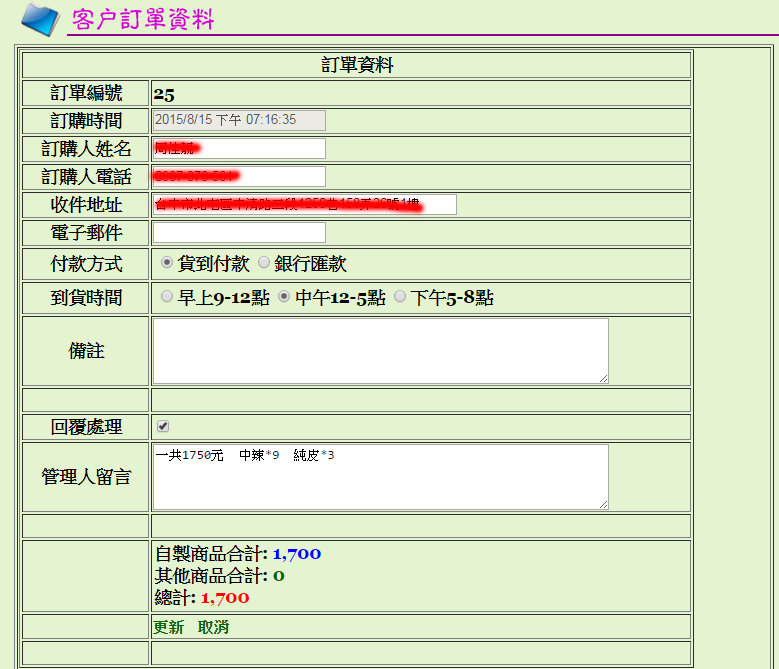 客戶訂單資料
訂單資料
訂單編號 25
訂購時間 2015/8/15 下午 07:16:35
訂購人姓名
訂購人電話
收件地址
電子郵件
付款方式 貨到付款 銀行匯款
到貨時間 早上9-12點 中午12-5點 下午5-8點
備註
回覆處理
管理人留言 一共1750元 中辣*9 純皮*3
自製商品合計: 1,700
其他商品合計: 0
總計: 1,700
更新 取消